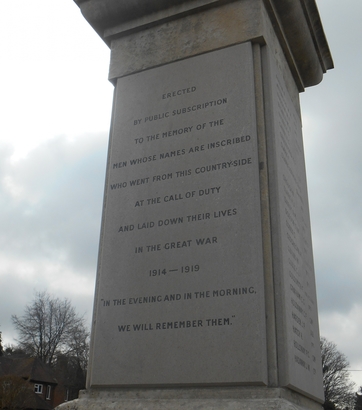 ERECTED
BY PUBLIC SUBSCRIPTION
TO THE MEMORY OF THE
MEN WHOSE NAMES ARE INSCRIBED
WHO WENT FROM THIS COUNTRY-SIDE
AT THE CALL OF DUTY
AND LAID DOWN THEIR LIVES
IN THE GREAT WAR
1914 — 1919
"IN THE EVENING AND IN THE MORNING,
WE WILL REMEMBER THEM."